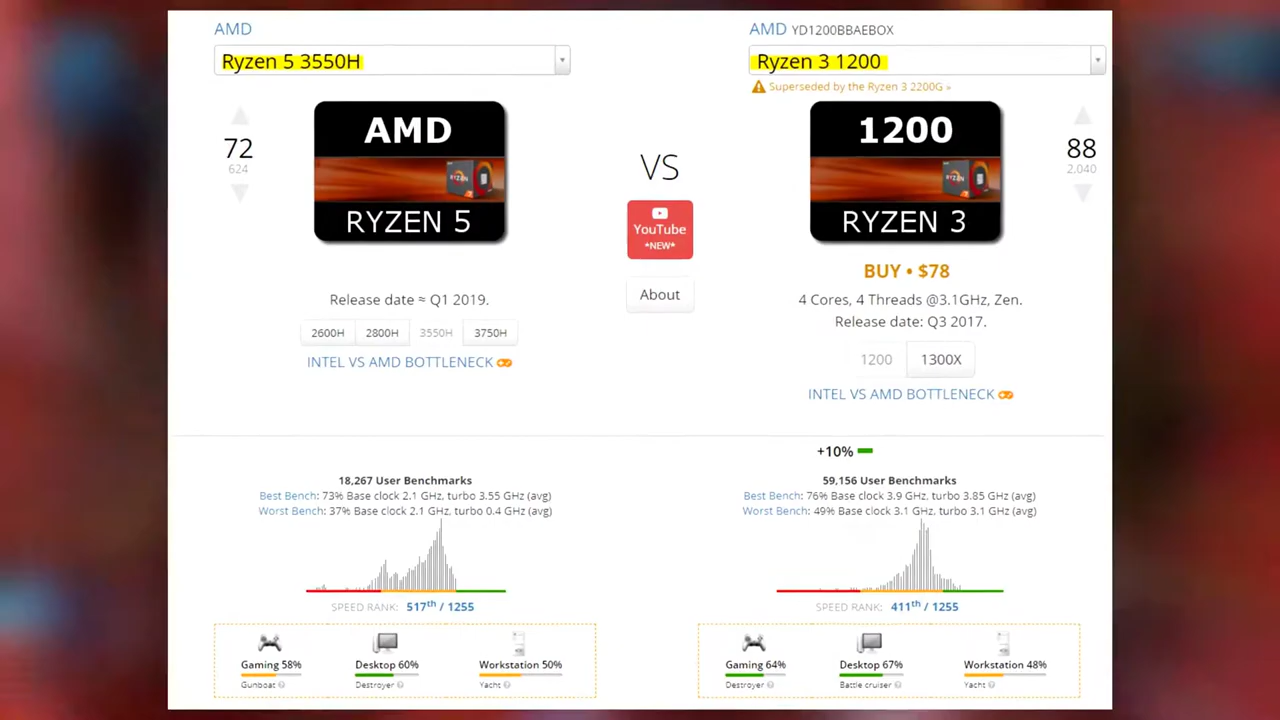 AMD
Ryzen 5 3550H
72
624
AMD
RYZEN
RYZEN 5
Release date ≈ Q1 2019.
2600H 2800H 3550H 3750H
INTEL VS AMD BOTTLENECK
VS
YouTube
*NEW*
About
AMD YD1200BBAEBOX
Ryzen 3 1200
Superseded by the Ryzen 3 2200G »
1200
RYZEN
RYZEN 3
88
2,040
BUY • $78
4 Cores, 4 Threads @3.1GHz, Zen.
Release date: Q3 2017.
1200 1300X
INTEL VS AMD BOTTLENECK
+10%
18,267 User Benchmarks
Best Bench: 73% Base clock 2.1 GHz, turbo 3.55 GHz (avg)
Worst Bench: 37% Base clock 2.1 GHz, turbo 0.4 GHz (avg)
SPEED RANK: 517th / 1255
Gaming 58% Desktop 60% Workstation 50%
Gunboat Destroyer Yacht
59,156 User Benchmarks
Best Bench: 76% Base clock 3.9 GHz, turbo 3.85 GHz (avg)
Worst Bench: 49% Base clock 3.1 GHz, turbo 3.1 GHz (avg)
SPEED RANK: 411th / 1255
Gaming 64% Desktop 67% Workstation 48%
Destroyer Battle cruiser Yacht